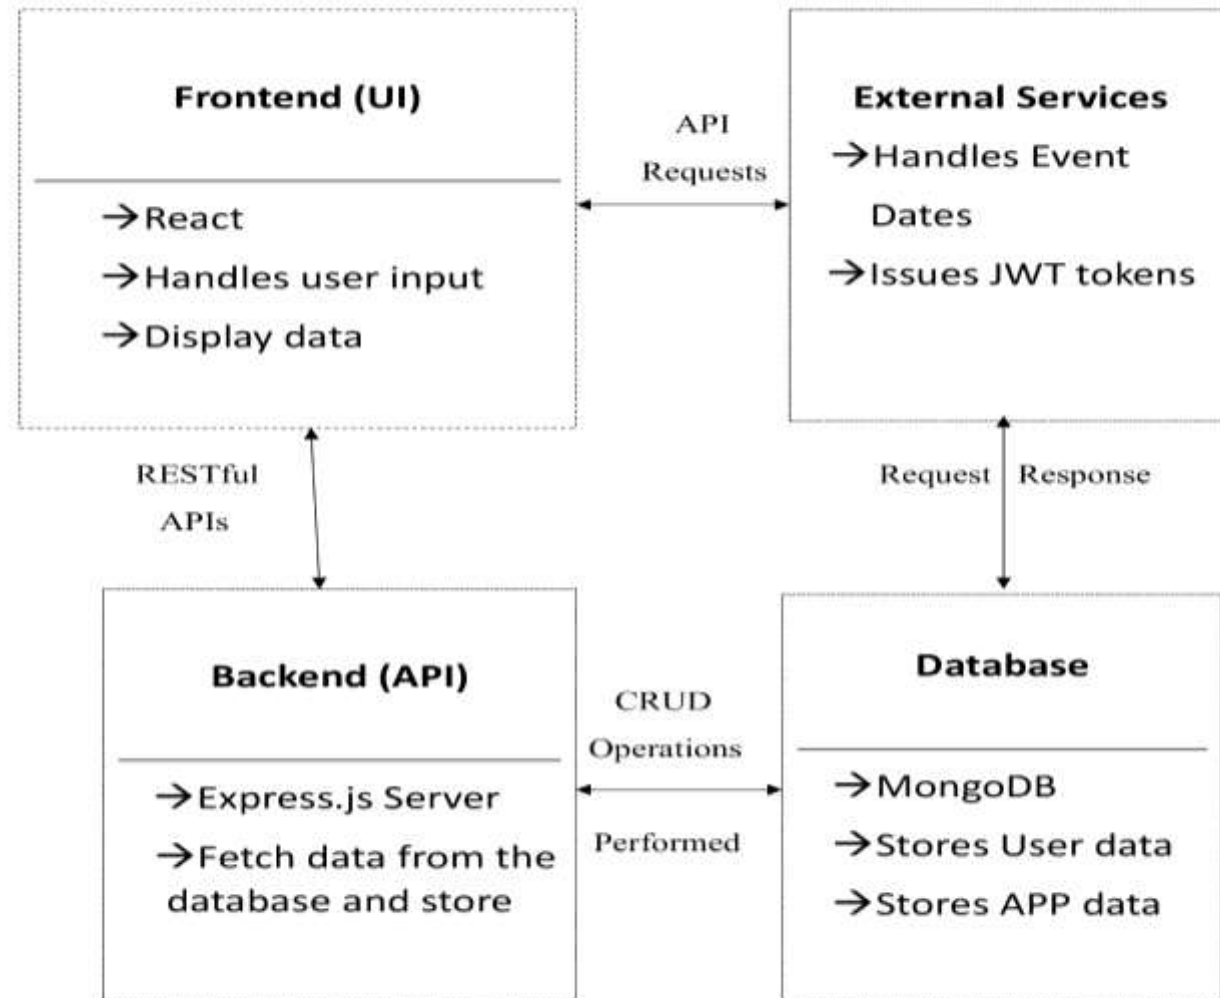 Frontend (UI)
→React
→Handles user input
→Display data
API
Requests
External Services
→Handles Event
Dates
→Issues JWT tokens
RESTful
APIs
Request
Response
Backend (API)
→Express.js Server
→Fetch data from the
database and store
CRUD
Operations
Performed
Database
→MongoDB
→Stores User data
→Stores APP data